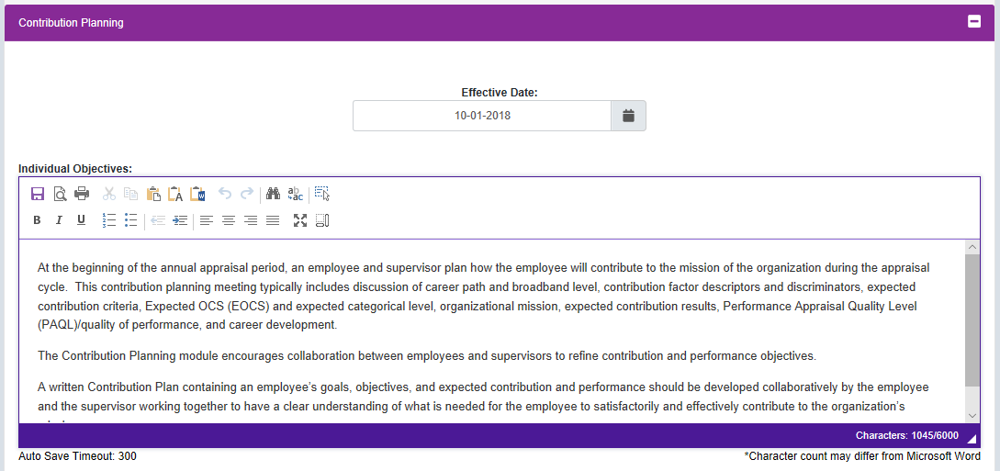 Contribution Planning
Effective Date:
10-01-2018
Individual Objectives:
B I U
At the beginning of the annual appraisal period, an employee and supervisor plan how the employee will contribute to the mission of the organization during the appraisal
cycle.  This contribution planning meeting typically includes discussion of career path and broadband level, contribution factor descriptors and discriminators, expected
contribution criteria, Expected OCS (EOCS) and expected categorical level, organizational mission, expected contribution results, Performance Appraisal Quality Level
(PAQL)/quality of performance, and career development.
The Contribution Planning module encourages collaboration between employees and supervisors to refine contribution and performance objectives.
A written Contribution Plan containing an employee's goals, objectives, and expected contribution and performance should be developed collaboratively by the employee
and the supervisor working together to have a clear understanding of what is needed for the employee to satisfactorily and effectively contribute to the organization's
Characters: 1045/6000
Auto Save Timeout: 300
*Character count may differ from Microsoft Word